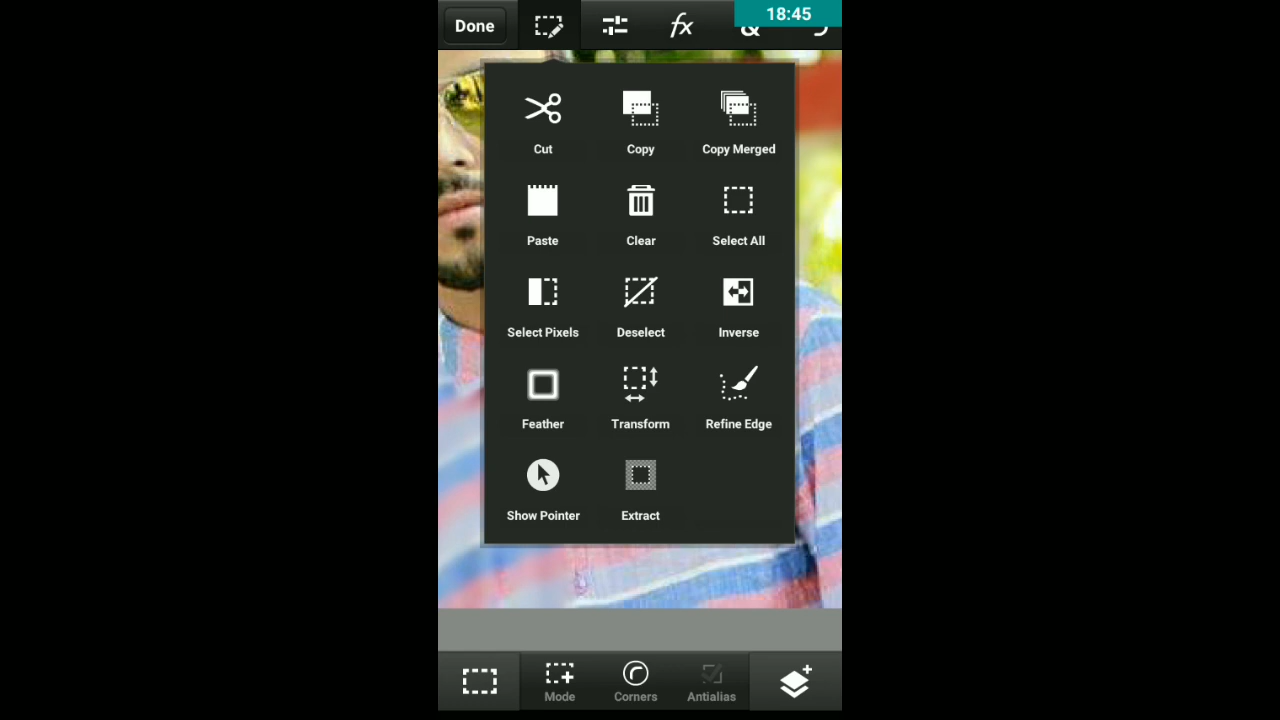 Done
fx
&
18:45
Cut
Copy
Copy Merged
Paste
Clear
Select All
Select Pixels
Deselect
Inverse
Feather
Transform
Refine Edge
Show Pointer
Extract
Mode
Corners
Antialias